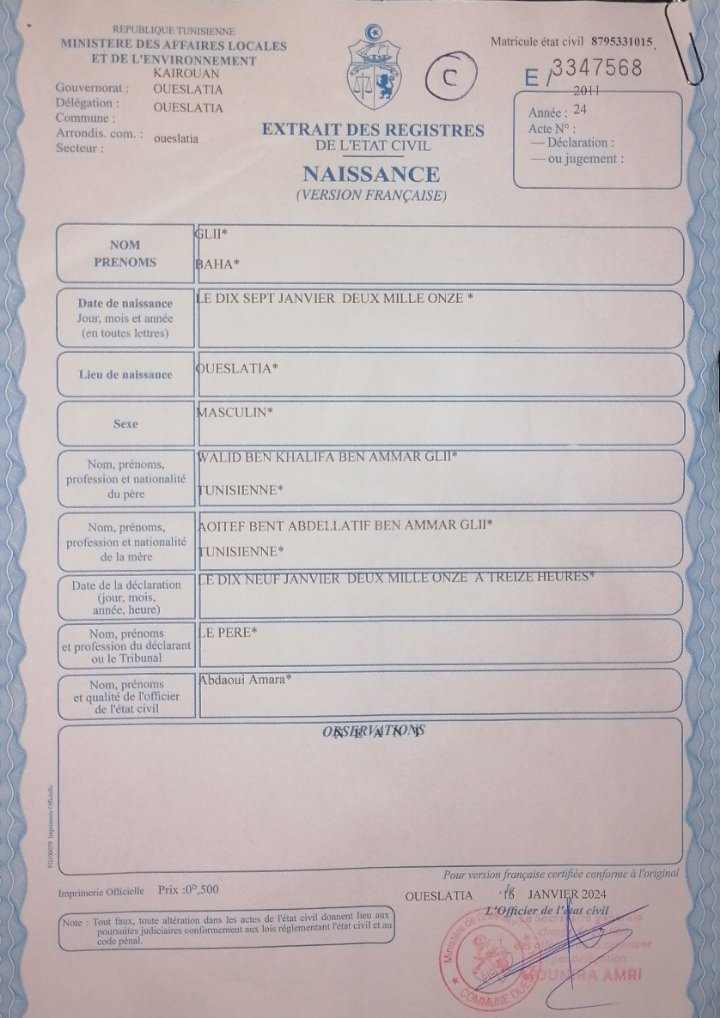 REPUBLIQUE TUNISIENNE
MINISTERE DES AFFAIRES LOCALES
ET DE L'ENVIRONNEMENT
KAIROUAN
Gouvernorat : OUESLATIA
Délégation : OUESLATIA
Commune :
Arrondis. com. : oueslatia
Secteur :
C
Matricule état civil 8795331015
E/3347568
2011
Année : 24
Acte N° :
— Déclaration :
— ou jugement :
EXTRAIT DES REGISTRES
DE L'ETAT CIVIL
NAISSANCE
(VERSION FRANÇAISE)
NOM
PRENOMS
GLII*
BAHA*
Date de naissance
Jour, mois et année
(en toutes lettres)
LE DIX SEPT JANVIER DEUX MILLE ONZE *
Lieu de naissance
OUESLATIA*
Sexe
MASCULIN*
Nom, prénoms,
profession et nationalité
du père
WALID BEN KHALIFA BEN AMMAR GLII*
TUNISIENNE*
Nom, prénoms,
profession et nationalité
de la mère
AOITEF BENT ABDELLATIF BEN AMMAR GLII*
TUNISIENNE*
Date de la déclaration
(jour, mois,
année, heure)
LE DIX NEUF JANVIER DEUX MILLE ONZE A TREIZE HEURES*
Nom, prénoms
et profession du déclarant
ou le Tribunal
LE PERE*
Nom, prénoms
et qualité de l'officier
de l'état civil
Abdaoui Amara*
OBSERVATIONS
N E A N T
Pour version française certifiée conforme à l'original
Imprimerie Officielle Prix :0ᴰ,500
OUESLATIA JANVIER 2024
L'Officier de l'état civil
Note : Tout faux, toute altération dans les actes de l'état civil donnent lieu aux
poursuites judiciaires conformement aux lois réglementant l'état civil et au
code pénal.
MOUNIRA AMRI